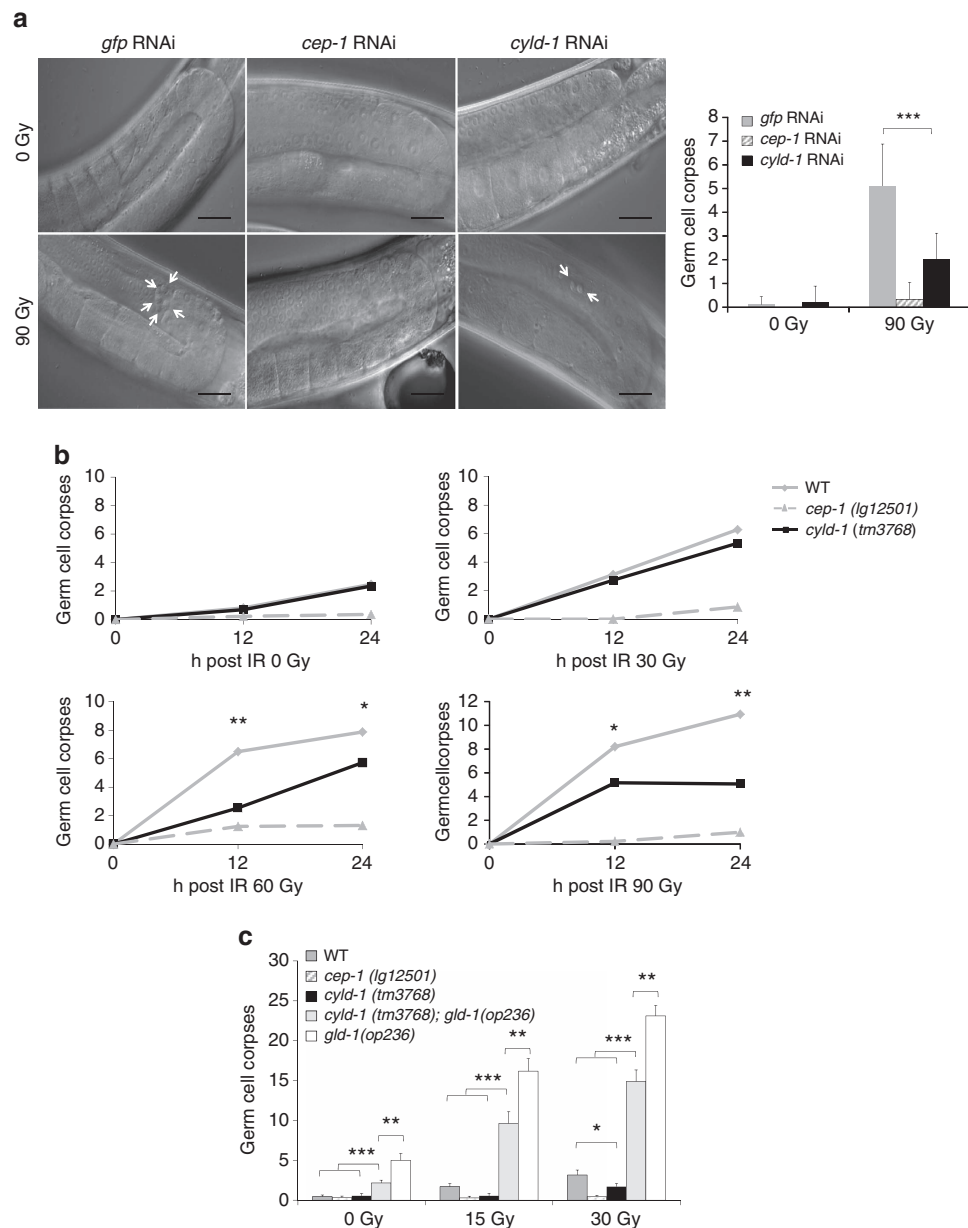 a
gfp RNAi
cep-1 RNAi
cyld-1 RNAi
0 Gy
90 Gy
Germ cell corpses
8
7
6
5
4
3
2
1
0
gfp RNAi
cep-1 RNAi
cyld-1 RNAi
***
0 Gy
90 Gy
b
Germ cell corpses
10
8
6
4
2
0
0
12
24
h post IR 0 Gy
Germ cell corpses
10
8
6
4
2
0
0
12
24
h post IR 30 Gy
WT
cep-1 (lg12501)
cyld-1 (tm3768)
Germ cell corpses
10
8
6
4
2
0
**
*
0
12
24
h post IR 60 Gy
Germcellcorpses
12
10
8
6
4
2
0
*
**
0
12
24
h post IR 90 Gy
c
Germ cell corpses
30
25
20
15
10
5
0
WT
cep-1 (lg12501)
cyld-1 (tm3768)
cyld-1 (tm3768); gld-1(op236)
gld-1(op236)
***
**
***
**
*
***
**
0 Gy
15 Gy
30 Gy